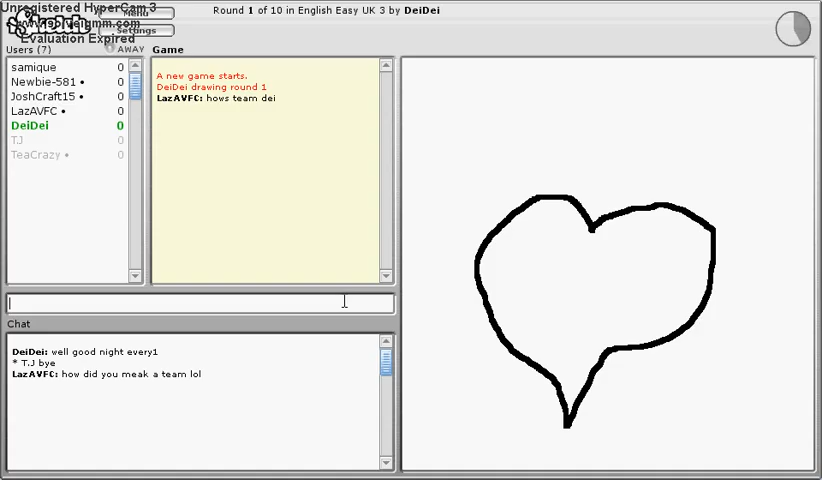 Unregistered HyperCam 3
Menu
Round 1 of 10 in English Easy UK 3 by DeiDei
iSketch
Settings
Evaluation Expired
Users (7)
AWAY
Game
samique 0
Newbie-581 • 0
JoshCraft15 • 0
LazAVFC • 0
DeiDei 0
T.J 0
TeaCrazy • 0
A new game starts.
DeiDei drawing round 1
LazAVFC: hows team dei
Chat
DeiDei: well good night every1
* T.J bye
LazAVFC: how did you meak a team lol